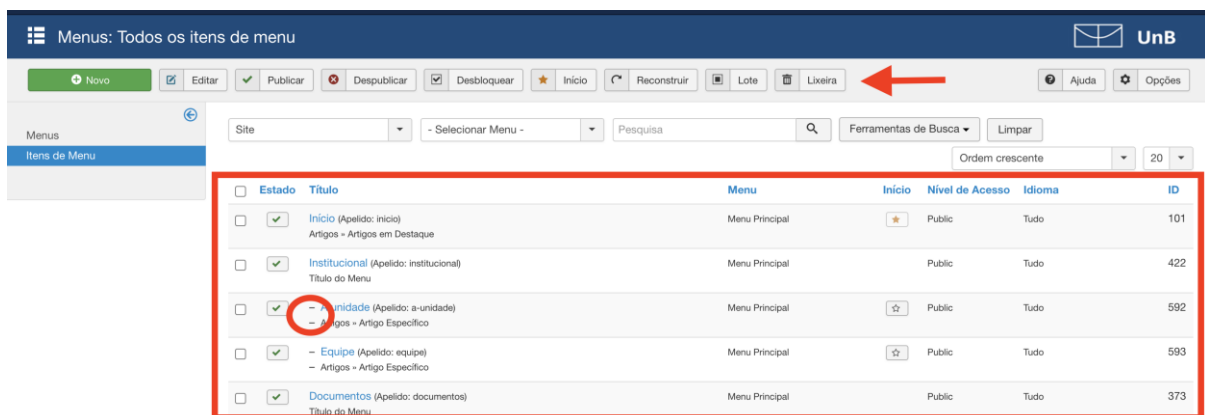 Menus: Todos os itens de menu UnB
Novo Editar Publicar Despublicar Desbloquear Início Reconstruir Lote Lixeira Ajuda Opções
Menus
Itens de Menu
Site - Selecionar Menu - Pesquisa Ferramentas de Busca Limpar
Ordem crescente 20
Estado Título Menu Início Nível de Acesso Idioma ID
Início (Apelido: inicio) Menu Principal Public Tudo 101
Artigos » Artigos em Destaque
Institucional (Apelido: institucional) Menu Principal Public Tudo 422
Título do Menu
– A unidade (Apelido: a-unidade) Menu Principal Public Tudo 592
– Artigos » Artigo Específico
– Equipe (Apelido: equipe) Menu Principal Public Tudo 593
– Artigos » Artigo Específico
Documentos (Apelido: documentos) Menu Principal Public Tudo 373
Título do Menu